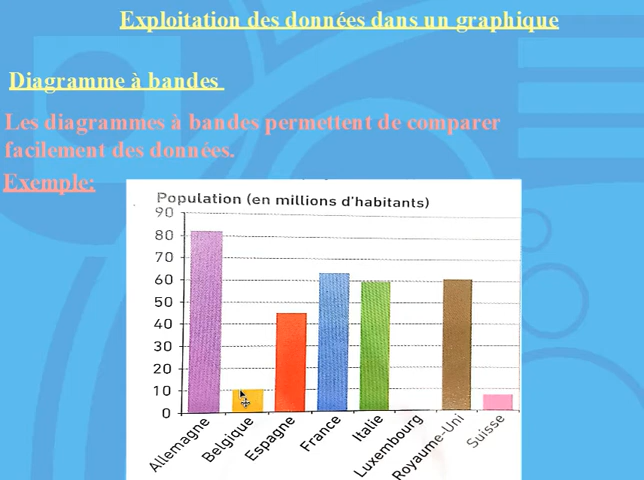 Exploitation des données dans un graphique
Diagramme à bandes
Les diagrammes à bandes permettent de comparer
facilement des données.
Exemple:
Population (en millions d'habitants)
90
80
70
60
50
40
30
20
10
0
Allemagne
Belgique
Espagne
France
Italie
Luxembourg
Royaume-Uni
Suisse